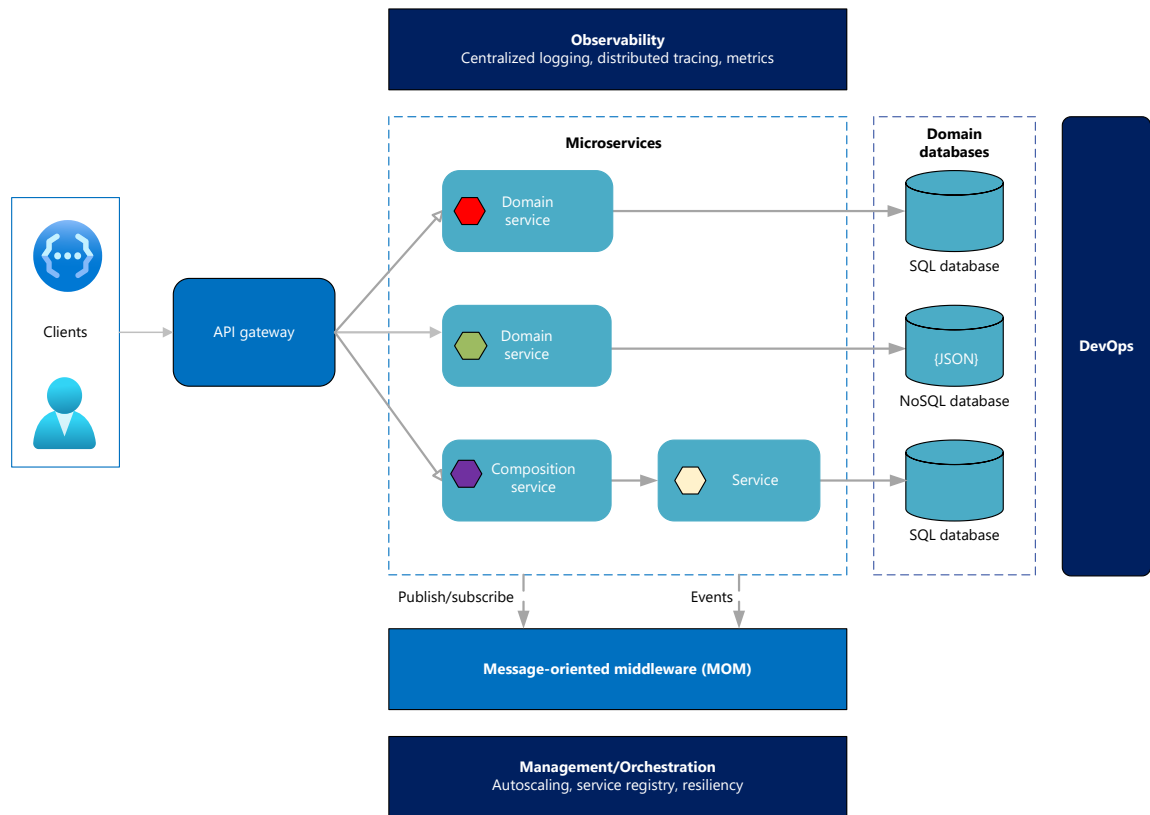 Observability
Centralized logging, distributed tracing, metrics
Microservices
Domain
databases
Domain
service
SQL database
Clients
API gateway
Domain
service
{JSON}
NoSQL database
DevOps
Composition
service
Service
SQL database
Publish/subscribe
Events
Message-oriented middleware (MOM)
Management/Orchestration
Autoscaling, service registry, resiliency